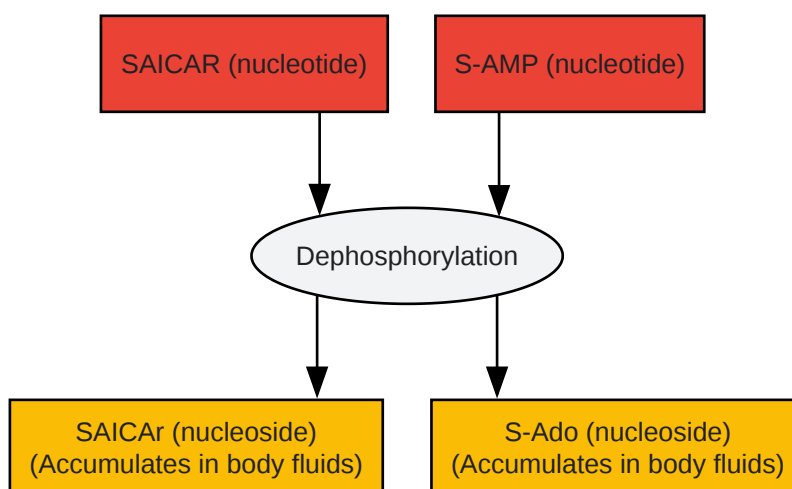 SAICAR (nucleotide)
S-AMP (nucleotide)
Dephosphorylation
SAICAr (nucleoside)
(Accumulates in body fluids)
S-Ado (nucleoside)
(Accumulates in body fluids)